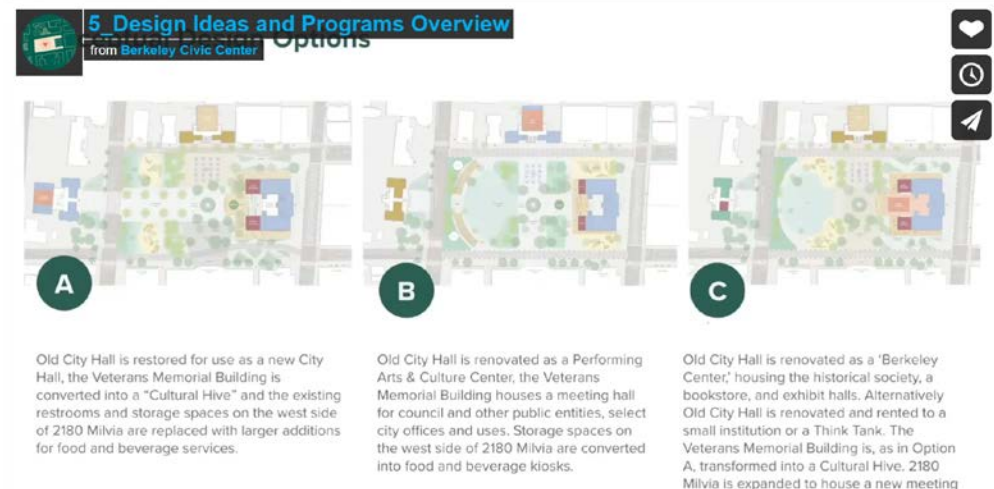 5_Design Ideas and Programs Overview
from Berkeley Civic Center
Options
A
B
C
Old City Hall is restored for use as a new City
Hall, the Veterans Memorial Building is
converted into a "Cultural Hive" and the existing
restrooms and storage spaces on the west side
of 2180 Milvia are replaced with larger additions
for food and beverage services.
Old City Hall is renovated as a Performing
Arts & Culture Center, the Veterans
Memorial Building houses a meeting hall
for council and other public entities, select
city offices and uses. Storage spaces on
the west side of 2180 Milvia are converted
into food and beverage kiosks.
Old City Hall is renovated as a 'Berkeley
Center,' housing the historical society, a
bookstore, and exhibit halls. Alternatively
Old City Hall is renovated and rented to a
small institution or a Think Tank. The
Veterans Memorial Building is, as in Option
A, transformed into a Cultural Hive. 2180
Milvia is expanded to house a new meeting